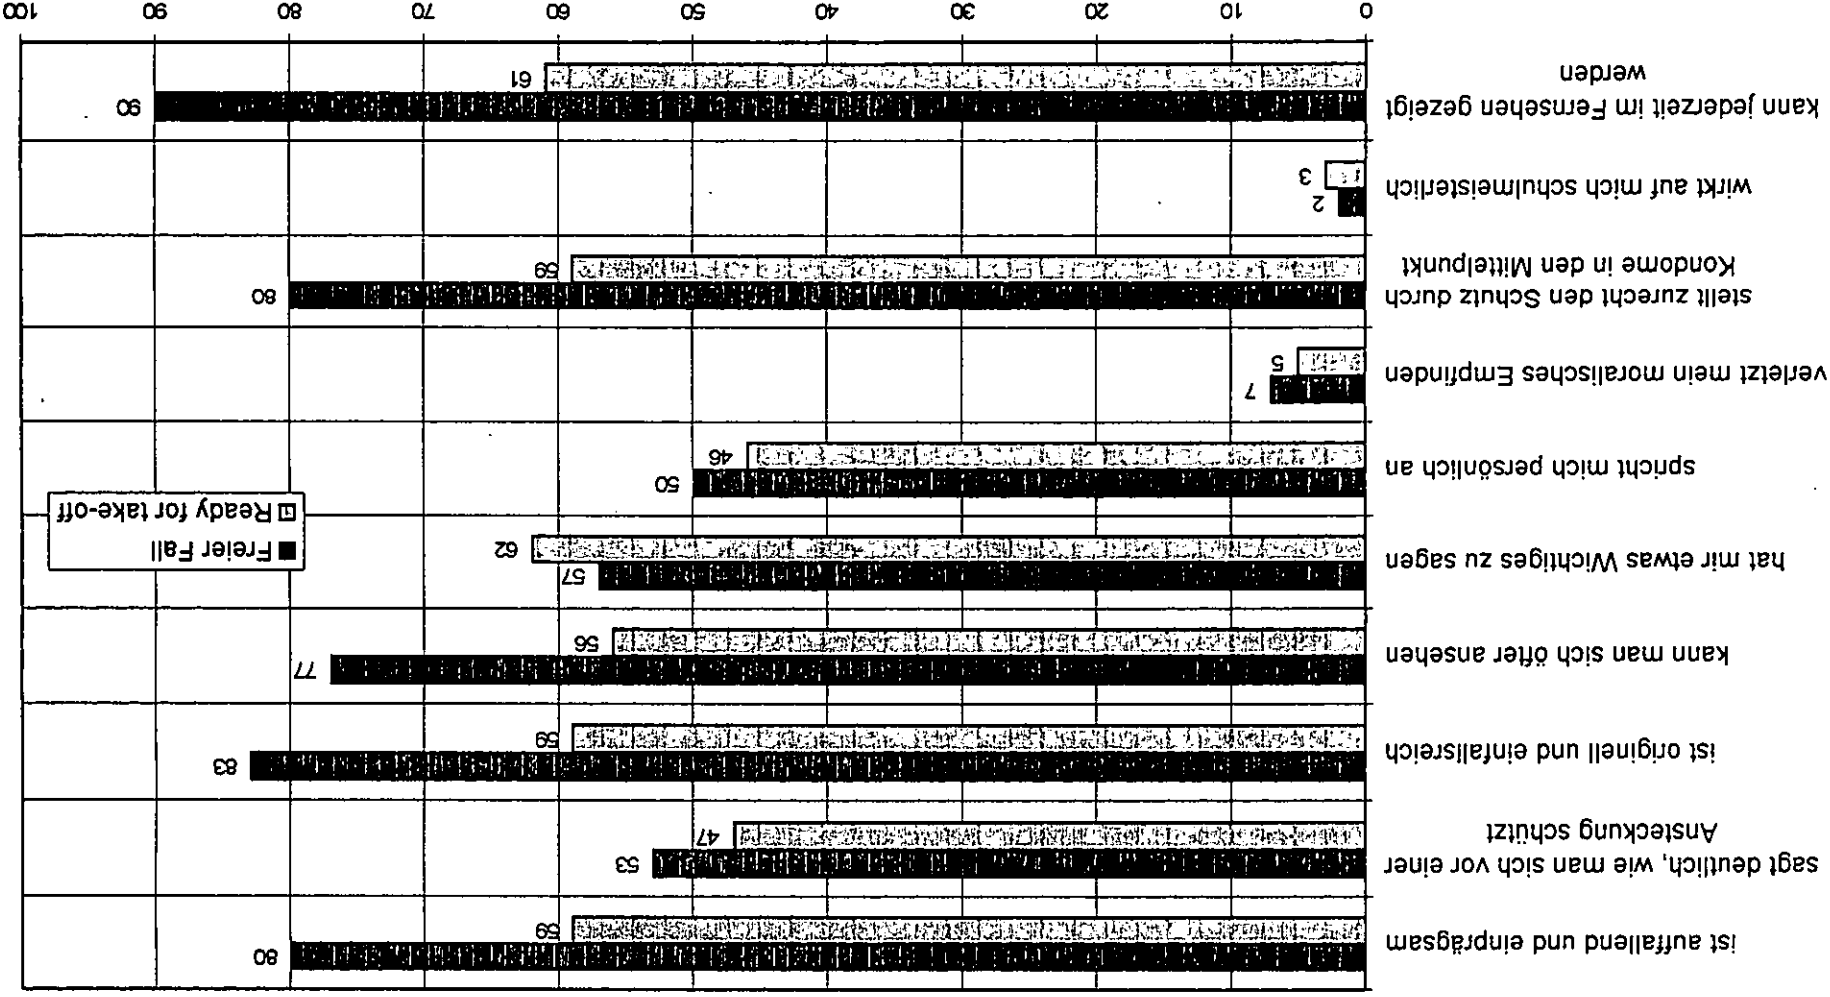 ist auffallend und einprägsam
80
59
sagt deutlich, wie man sich vor einer
Ansteckung schützt
53
47
ist originell und einfallsreich
83
59
kann man sich öfter ansehen
77
56
hat mir etwas Wichtiges zu sagen
57
62
Freier Fall
Ready for take-off
spricht mich persönlich an
50
46
verletzt mein moralisches Empfinden
7
5
stellt zurecht den Schutz durch
Kondome in den Mittelpunkt
80
59
wirkt auf mich schulmeisterlich
2
3
kann jederzeit im Fernsehen gezeigt
werden
90
61
0 10 20 30 40 50 60 70 80 90 100